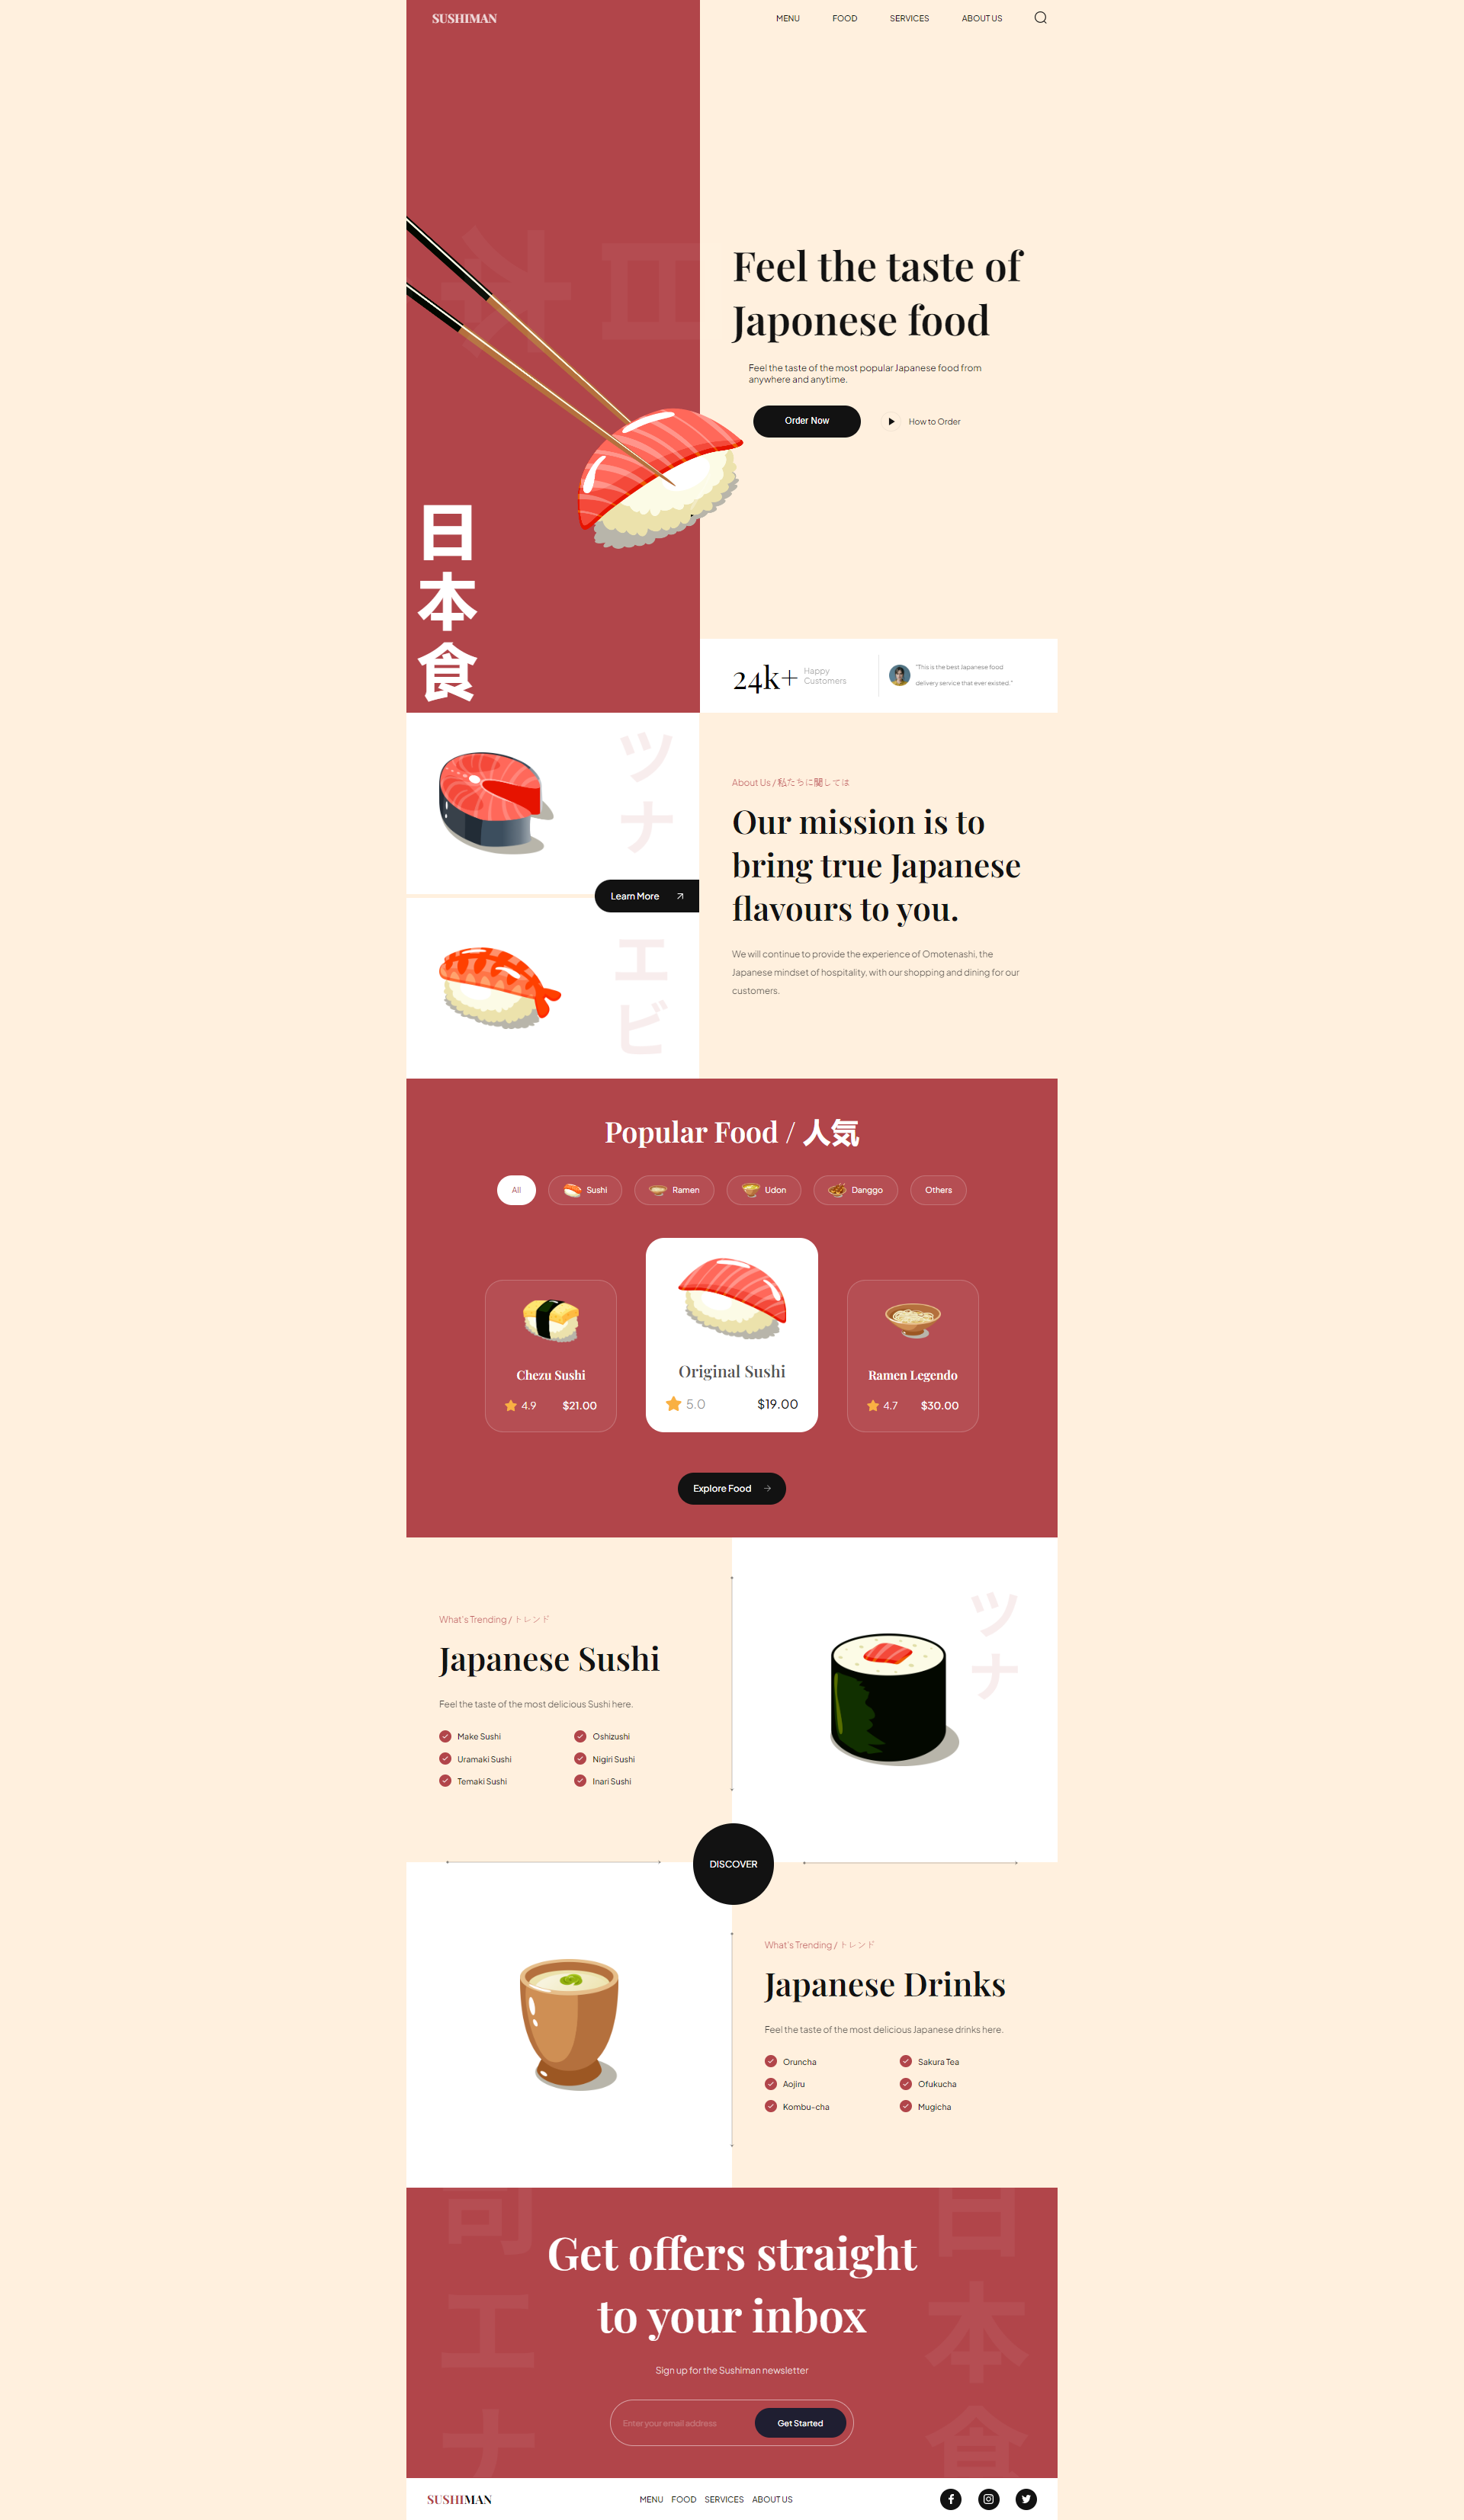 SUSHIMAN
MENU FOOD SERVICES ABOUT US
Feel the taste of
Japonese food
Feel the taste of the most popular Japanese food from
anywhere and anytime.
Order Now
How to Order
日
本
食
24k+
Happy
Customers
"This is the best Japanese food
delivery service that ever existed."
ツ
ナ
Learn More
エ
ビ
About Us / 私たちに関しては
Our mission is to
bring true Japanese
flavours to you.
We will continue to provide the experience of Omotenashi, the
Japanese mindset of hospitality, with our shopping and dining for our
customers.
Popular Food / 人気
All
Sushi
Ramen
Udon
Danggo
Others
Chezu Sushi
4.9 $21.00
Original Sushi
5.0 $19.00
Ramen Legendo
4.7 $30.00
Explore Food
What's Trending / トレンド
Japanese Sushi
Feel the taste of the most delicious Sushi here.
Make Sushi Oshizushi
Uramaki Sushi Nigiri Sushi
Temaki Sushi Inari Sushi
ツ
ナ
DISCOVER
What's Trending / トレンド
Japanese Drinks
Feel the taste of the most delicious Japanese drinks here.
Oruncha Sakura Tea
Aojiru Ofukucha
Kombu-cha Mugicha
Get offers straight
to your inbox
Sign up for the Sushiman newsletter
Enter your email address
Get Started
エ
ナ
日
本
食
SUSHIMAN
MENU FOOD SERVICES ABOUT US